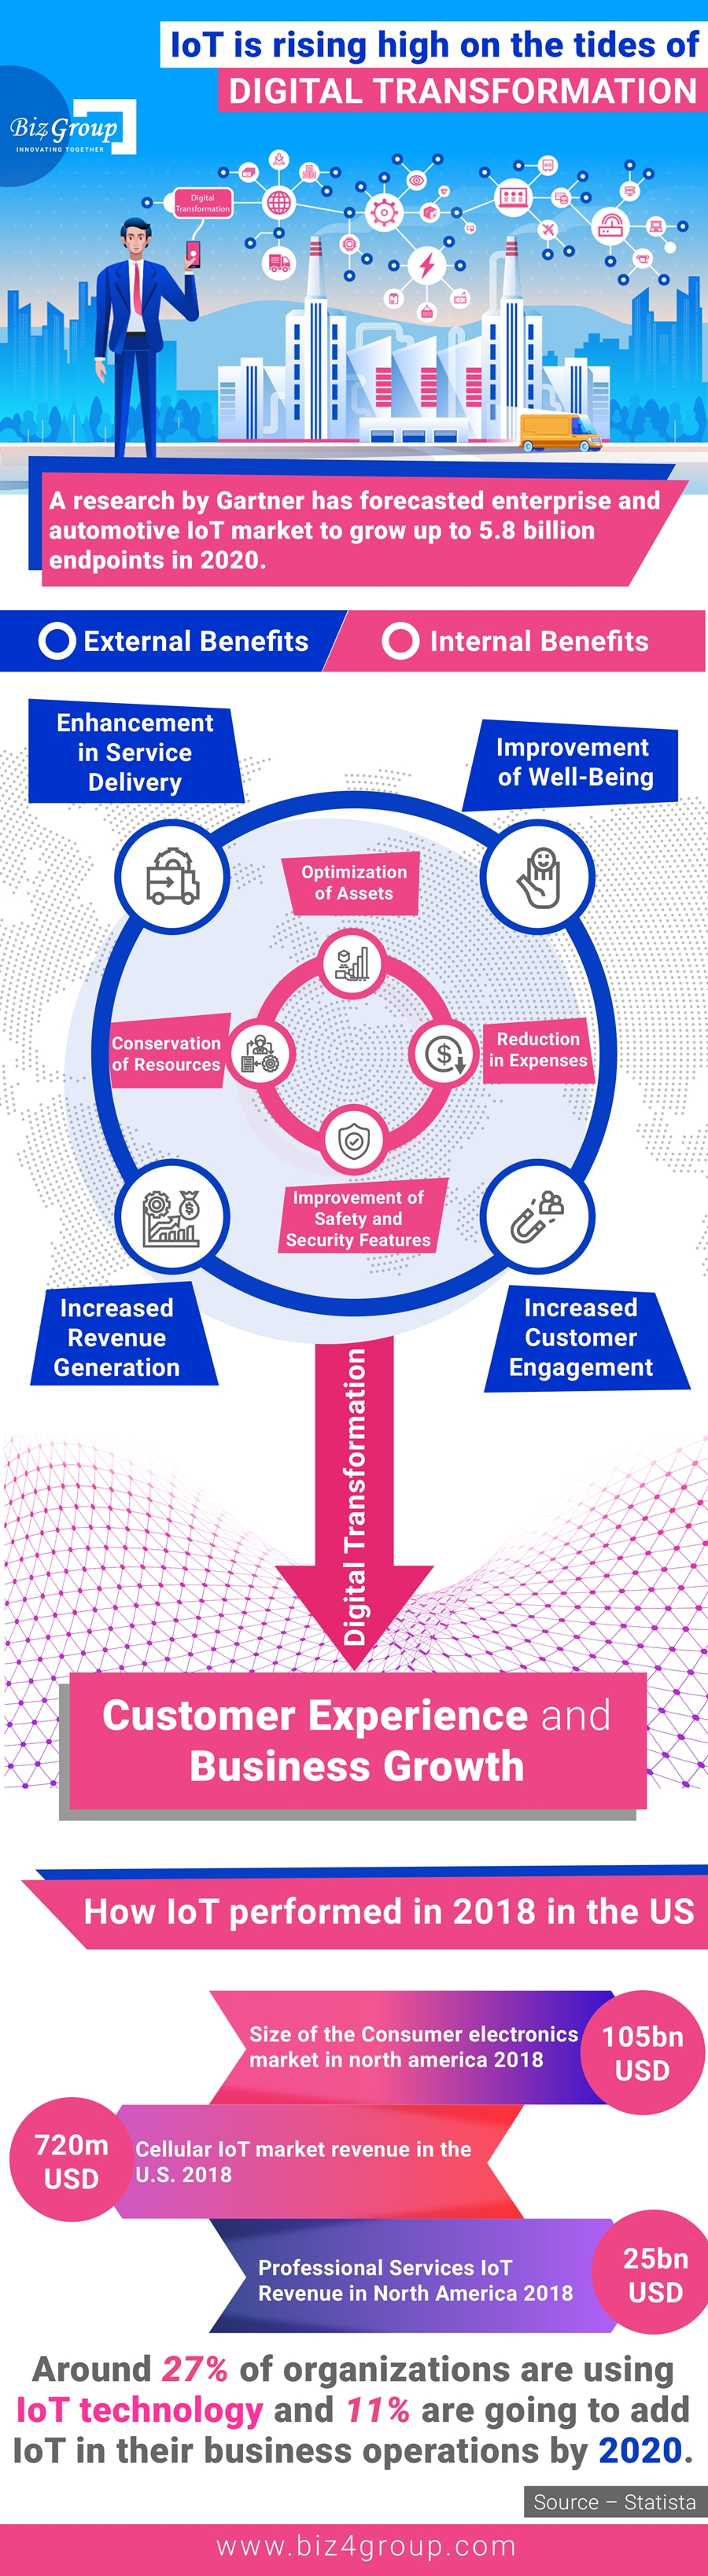 IoT is rising high on the tides of
DIGITAL TRANSFORMATION
Biz4Group
INNOVATING TOGETHER
Digital
Transformation
A research by Gartner has forecasted enterprise and
automotive IoT market to grow up to 5.8 billion
endpoints in 2020.
External Benefits
Internal Benefits
Enhancement
in Service
Delivery
Improvement
of Well-Being
Optimization
of Assets
Conservation
of Resources
Reduction
in Expenses
Improvement of
Safety and
Security Features
Increased
Revenue
Generation
Increased
Customer
Engagement
Digital Transformation
Customer Experience and
Business Growth
How IoT performed in 2018 in the US
Size of the Consumer electronics
market in north america 2018
105bn
USD
720m
USD
Cellular IoT market revenue in the
U.S. 2018
Professional Services IoT
Revenue in North America 2018
25bn
USD
Around 27% of organizations are using
IoT technology and 11% are going to add
IoT in their business operations by 2020.
Source – Statista
www.biz4group.com